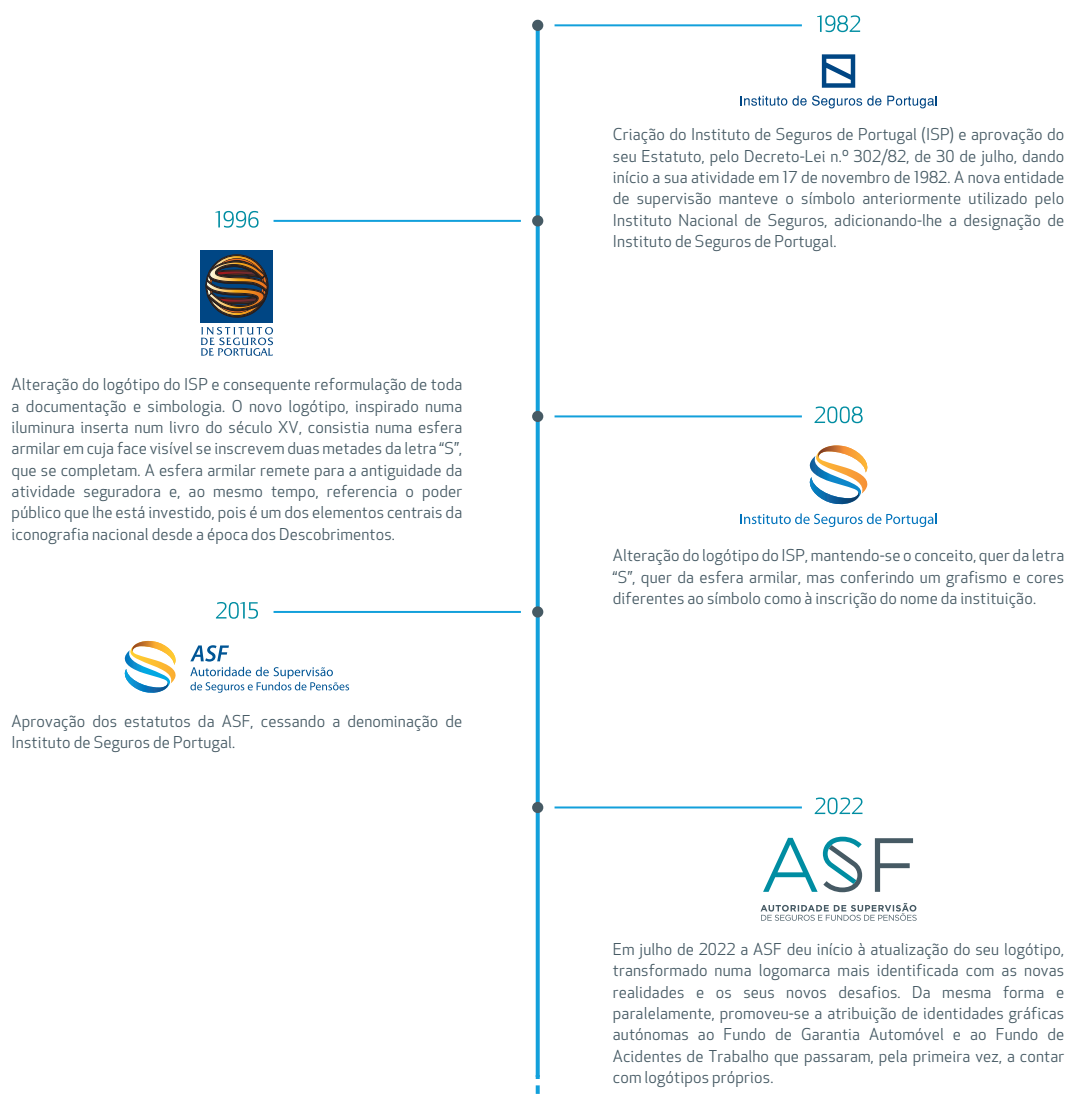 1982
Instituto de Seguros de Portugal
Criação do Instituto de Seguros de Portugal (ISP) e aprovação do
seu Estatuto, pelo Decreto-Lei n.º 302/82, de 30 de julho, dando
início a sua atividade em 17 de novembro de 1982. A nova entidade
de supervisão manteve o símbolo anteriormente utilizado pelo
Instituto Nacional de Seguros, adicionando-lhe a designação de
Instituto de Seguros de Portugal.
1996
INSTITUTO
DE SEGUROS
DE PORTUGAL
Alteração do logótipo do ISP e consequente reformulação de toda
a documentação e simbologia. O novo logótipo, inspirado numa
iluminura inserta num livro do século XV, consistia numa esfera
armilar em cuja face visível se inscrevem duas metades da letra “S”,
que se completam. A esfera armilar remete para a antiguidade da
atividade seguradora e, ao mesmo tempo, referencia o poder
público que lhe está investido, pois é um dos elementos centrais da
iconografia nacional desde a época dos Descobrimentos.
2008
Instituto de Seguros de Portugal
Alteração do logótipo do ISP, mantendo-se o conceito, quer da letra
“S”, quer da esfera armilar, mas conferindo um grafismo e cores
diferentes ao símbolo como à inscrição do nome da instituição.
2015
ASF
Autoridade de Supervisão
de Seguros e Fundos de Pensões
Aprovação dos estatutos da ASF, cessando a denominação de
Instituto de Seguros de Portugal.
2022
ASF
AUTORIDADE DE SUPERVISÃO
DE SEGUROS E FUNDOS DE PENSÕES
Em julho de 2022 a ASF deu início à atualização do seu logótipo,
transformado numa logomarca mais identificada com as novas
realidades e os seus novos desafios. Da mesma forma e
paralelamente, promoveu-se a atribuição de identidades gráficas
autónomas ao Fundo de Garantia Automóvel e ao Fundo de
Acidentes de Trabalho que passaram, pela primeira vez, a contar
com logótipos próprios.